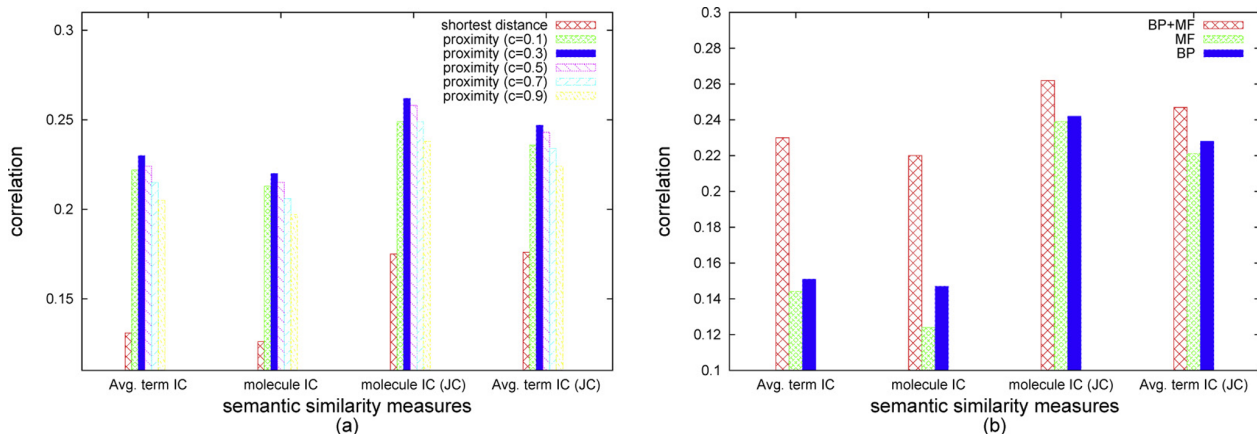 0.3
0.25
0.2
0.15
correlation
shortest distance
proximity (c=0.1)
proximity (c=0.3)
proximity (c=0.5)
proximity (c=0.7)
proximity (c=0.9)
Avg. term IC
molecule IC
molecule IC (JC)
Avg. term IC (JC)
semantic similarity measures
(a)
0.3
0.28
0.26
0.24
0.22
0.2
0.18
0.16
0.14
0.12
0.1
correlation
BP+MF
MF
BP
Avg. term IC
molecule IC
molecule IC (JC)
Avg. term IC (JC)
semantic similarity measures
(b)